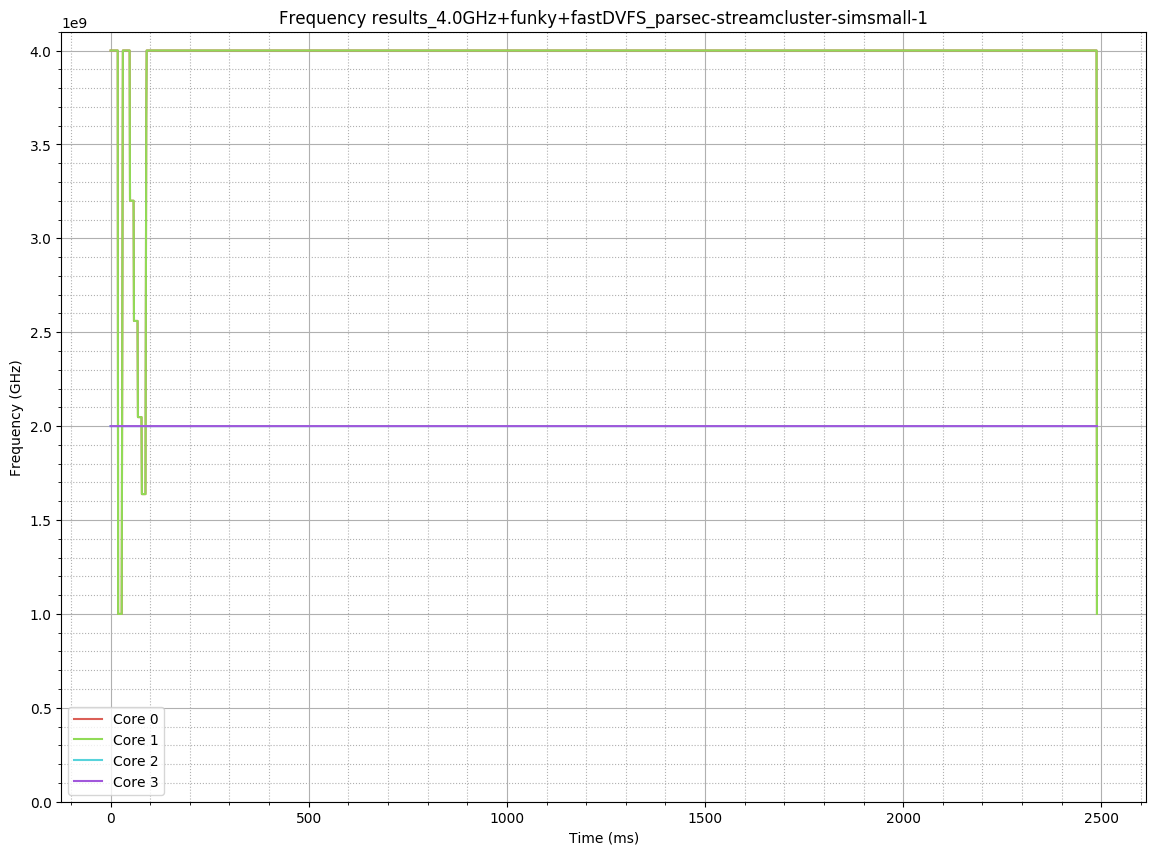 Frequency results_4.0GHz+funky+fastDVFS_parsec-streamcluster-simsmall-1
1e9
4.0
3.5
3.0
2.5
2.0
1.5
1.0
0.5
0.0
Frequency (GHz)
Core 0
Core 1
Core 2
Core 3
0 500 1000 1500 2000 2500
Time (ms)